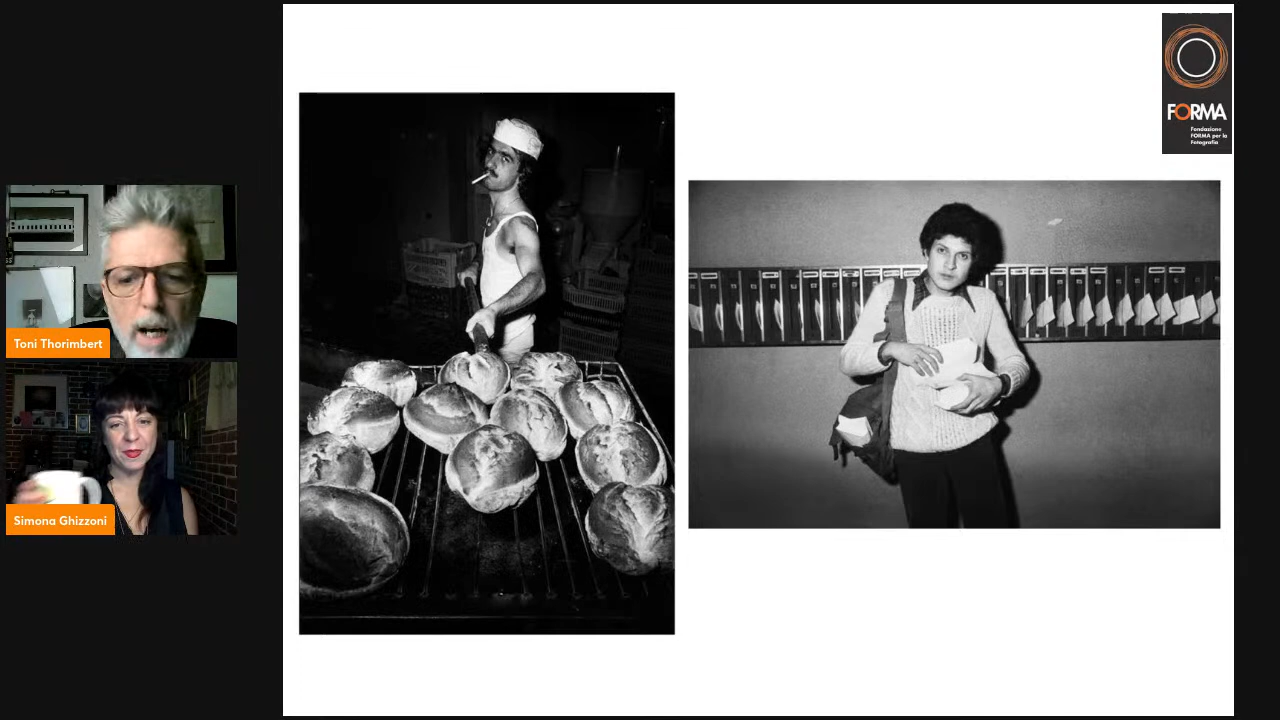 Toni Thorimbert
Simona Ghizzoni
FORMA
Fondazione
FORMA per la
Fotografia